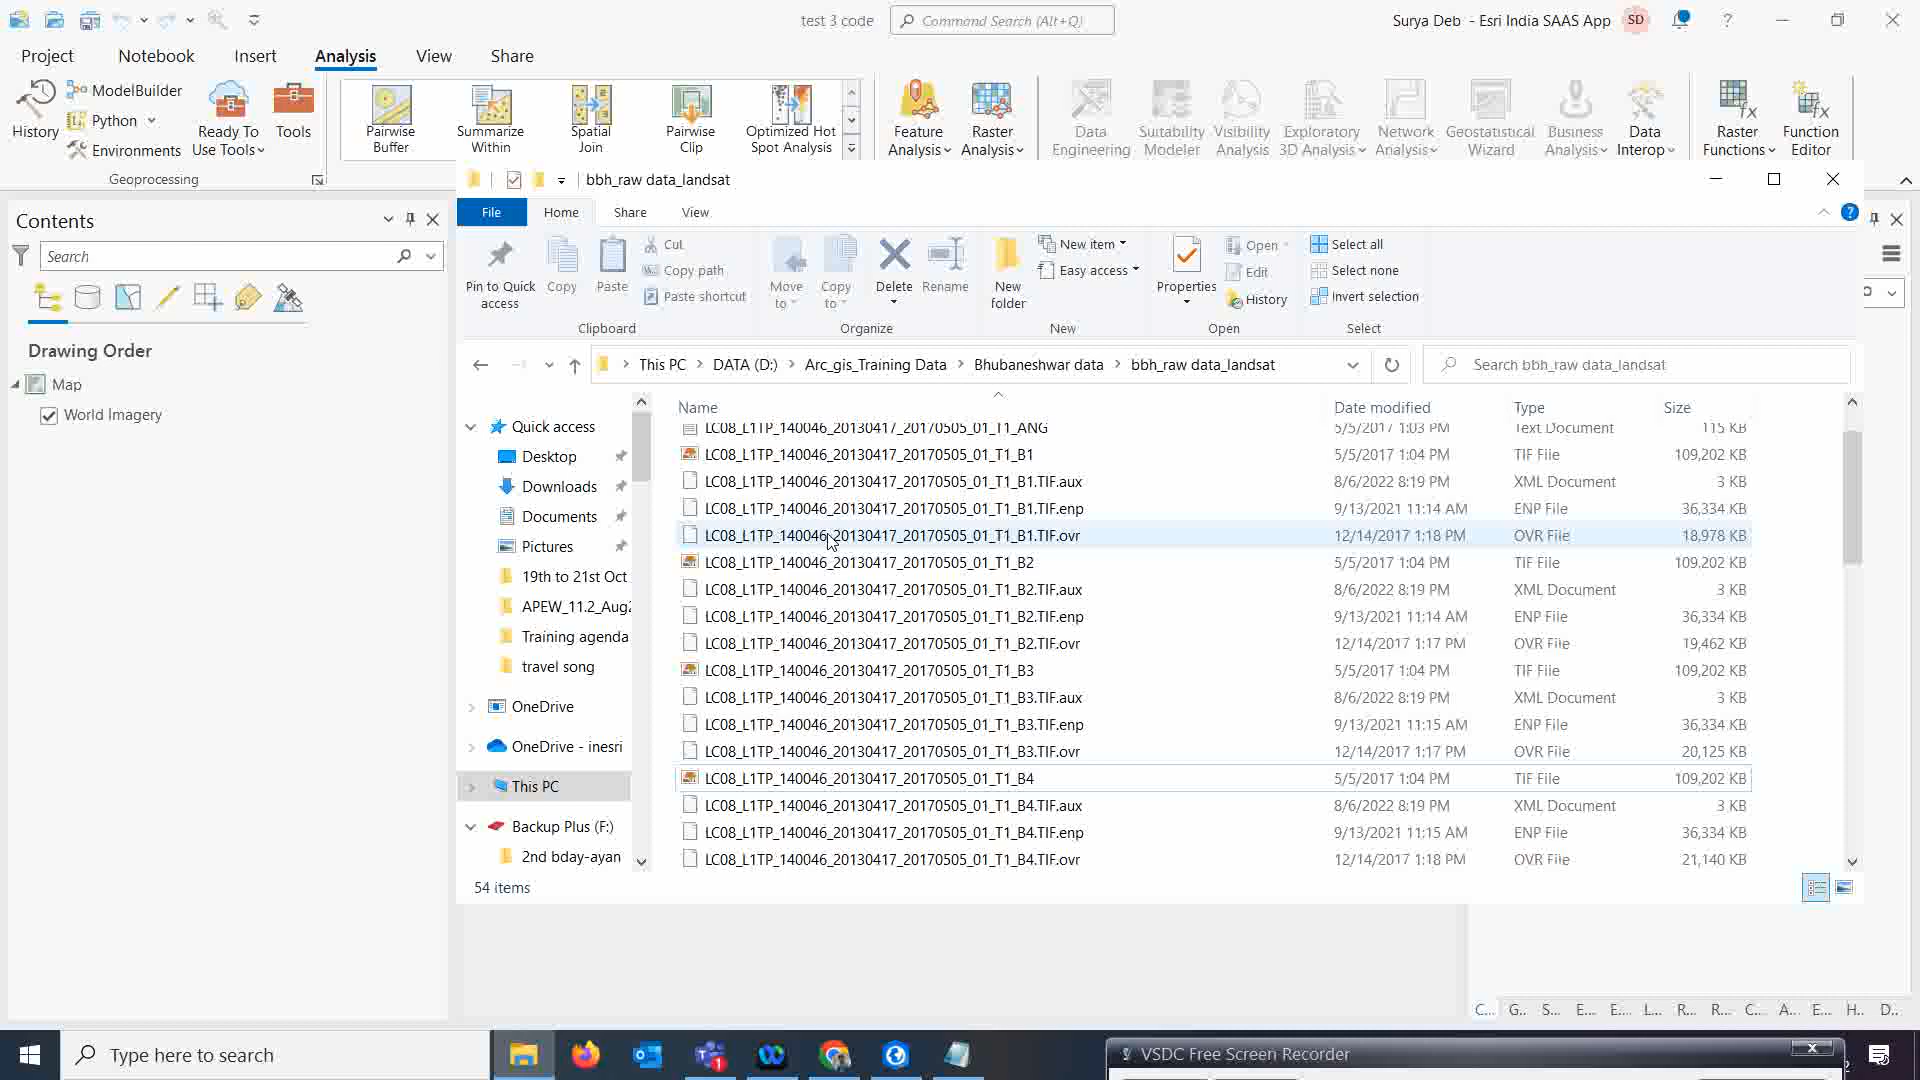 test 3 code
Command Search (Alt+Q)
Surya Deb - Esri India SAAS App
SD
?
Project
Notebook
Insert
Analysis
View
Share
History
ModelBuilder
Python
Environments
Ready To Use Tools
Tools
Geoprocessing
Pairwise Buffer
Summarize Within
Spatial Join
Pairwise Clip
Optimized Hot Spot Analysis
Feature Analysis
Raster Analysis
Data Engineering
Suitability Modeler
Visibility Analysis
Exploratory 3D Analysis
Network Analysis
Geostatistical Wizard
Business Analysis
Data Interop
Raster Functions
Function Editor
Contents
Search
Drawing Order
Map
World Imagery
bbh_raw data_landsat
File
Home
Share
View
?
Pin to Quick access
Copy
Paste
Cut
Copy path
Paste shortcut
Clipboard
Move to
Copy to
Delete
Rename
Organize
New folder
New item
Easy access
New
Properties
Open
Edit
History
Open
Select all
Select none
Invert selection
Select
This PC > DATA (D:) > Arc_gis_Training Data > Bhubaneshwar data > bbh_raw data_landsat
Search bbh_raw data_landsat
Quick access
Desktop
Downloads
Documents
Pictures
19th to 21st Oct
APEW_11.2_Aug2
Training agenda
travel song
OneDrive
OneDrive - inesri
This PC
Backup Plus (F:)
2nd bday-ayan
Name Date modified Type Size
LC08_L1TP_140046_20130417_20170505_01_T1_ANG 5/5/2017 1:03 PM Text Document 115 KB
LC08_L1TP_140046_20130417_20170505_01_T1_B1 5/5/2017 1:04 PM TIF File 109,202 KB
LC08_L1TP_140046_20130417_20170505_01_T1_B1.TIF.aux 8/6/2022 8:19 PM XML Document 3 KB
LC08_L1TP_140046_20130417_20170505_01_T1_B1.TIF.enp 9/13/2021 11:14 AM ENP File 36,334 KB
LC08_L1TP_140046_20130417_20170505_01_T1_B1.TIF.ovr 12/14/2017 1:18 PM OVR File 18,978 KB
LC08_L1TP_140046_20130417_20170505_01_T1_B2 5/5/2017 1:04 PM TIF File 109,202 KB
LC08_L1TP_140046_20130417_20170505_01_T1_B2.TIF.aux 8/6/2022 8:19 PM XML Document 3 KB
LC08_L1TP_140046_20130417_20170505_01_T1_B2.TIF.enp 9/13/2021 11:14 AM ENP File 36,334 KB
LC08_L1TP_140046_20130417_20170505_01_T1_B2.TIF.ovr 12/14/2017 1:17 PM OVR File 19,462 KB
LC08_L1TP_140046_20130417_20170505_01_T1_B3 5/5/2017 1:04 PM TIF File 109,202 KB
LC08_L1TP_140046_20130417_20170505_01_T1_B3.TIF.aux 8/6/2022 8:19 PM XML Document 3 KB
LC08_L1TP_140046_20130417_20170505_01_T1_B3.TIF.enp 9/13/2021 11:15 AM ENP File 36,334 KB
LC08_L1TP_140046_20130417_20170505_01_T1_B3.TIF.ovr 12/14/2017 1:17 PM OVR File 20,125 KB
LC08_L1TP_140046_20130417_20170505_01_T1_B4 5/5/2017 1:04 PM TIF File 109,202 KB
LC08_L1TP_140046_20130417_20170505_01_T1_B4.TIF.aux 8/6/2022 8:19 PM XML Document 3 KB
LC08_L1TP_140046_20130417_20170505_01_T1_B4.TIF.enp 9/13/2021 11:15 AM ENP File 36,334 KB
LC08_L1TP_140046_20130417_20170505_01_T1_B4.TIF.ovr 12/14/2017 1:18 PM OVR File 21,140 KB
54 items
C... G.. S... E... E... L... R... R... C... A... E... H.. D..
Type here to search
1
VSDC Free Screen Recorder